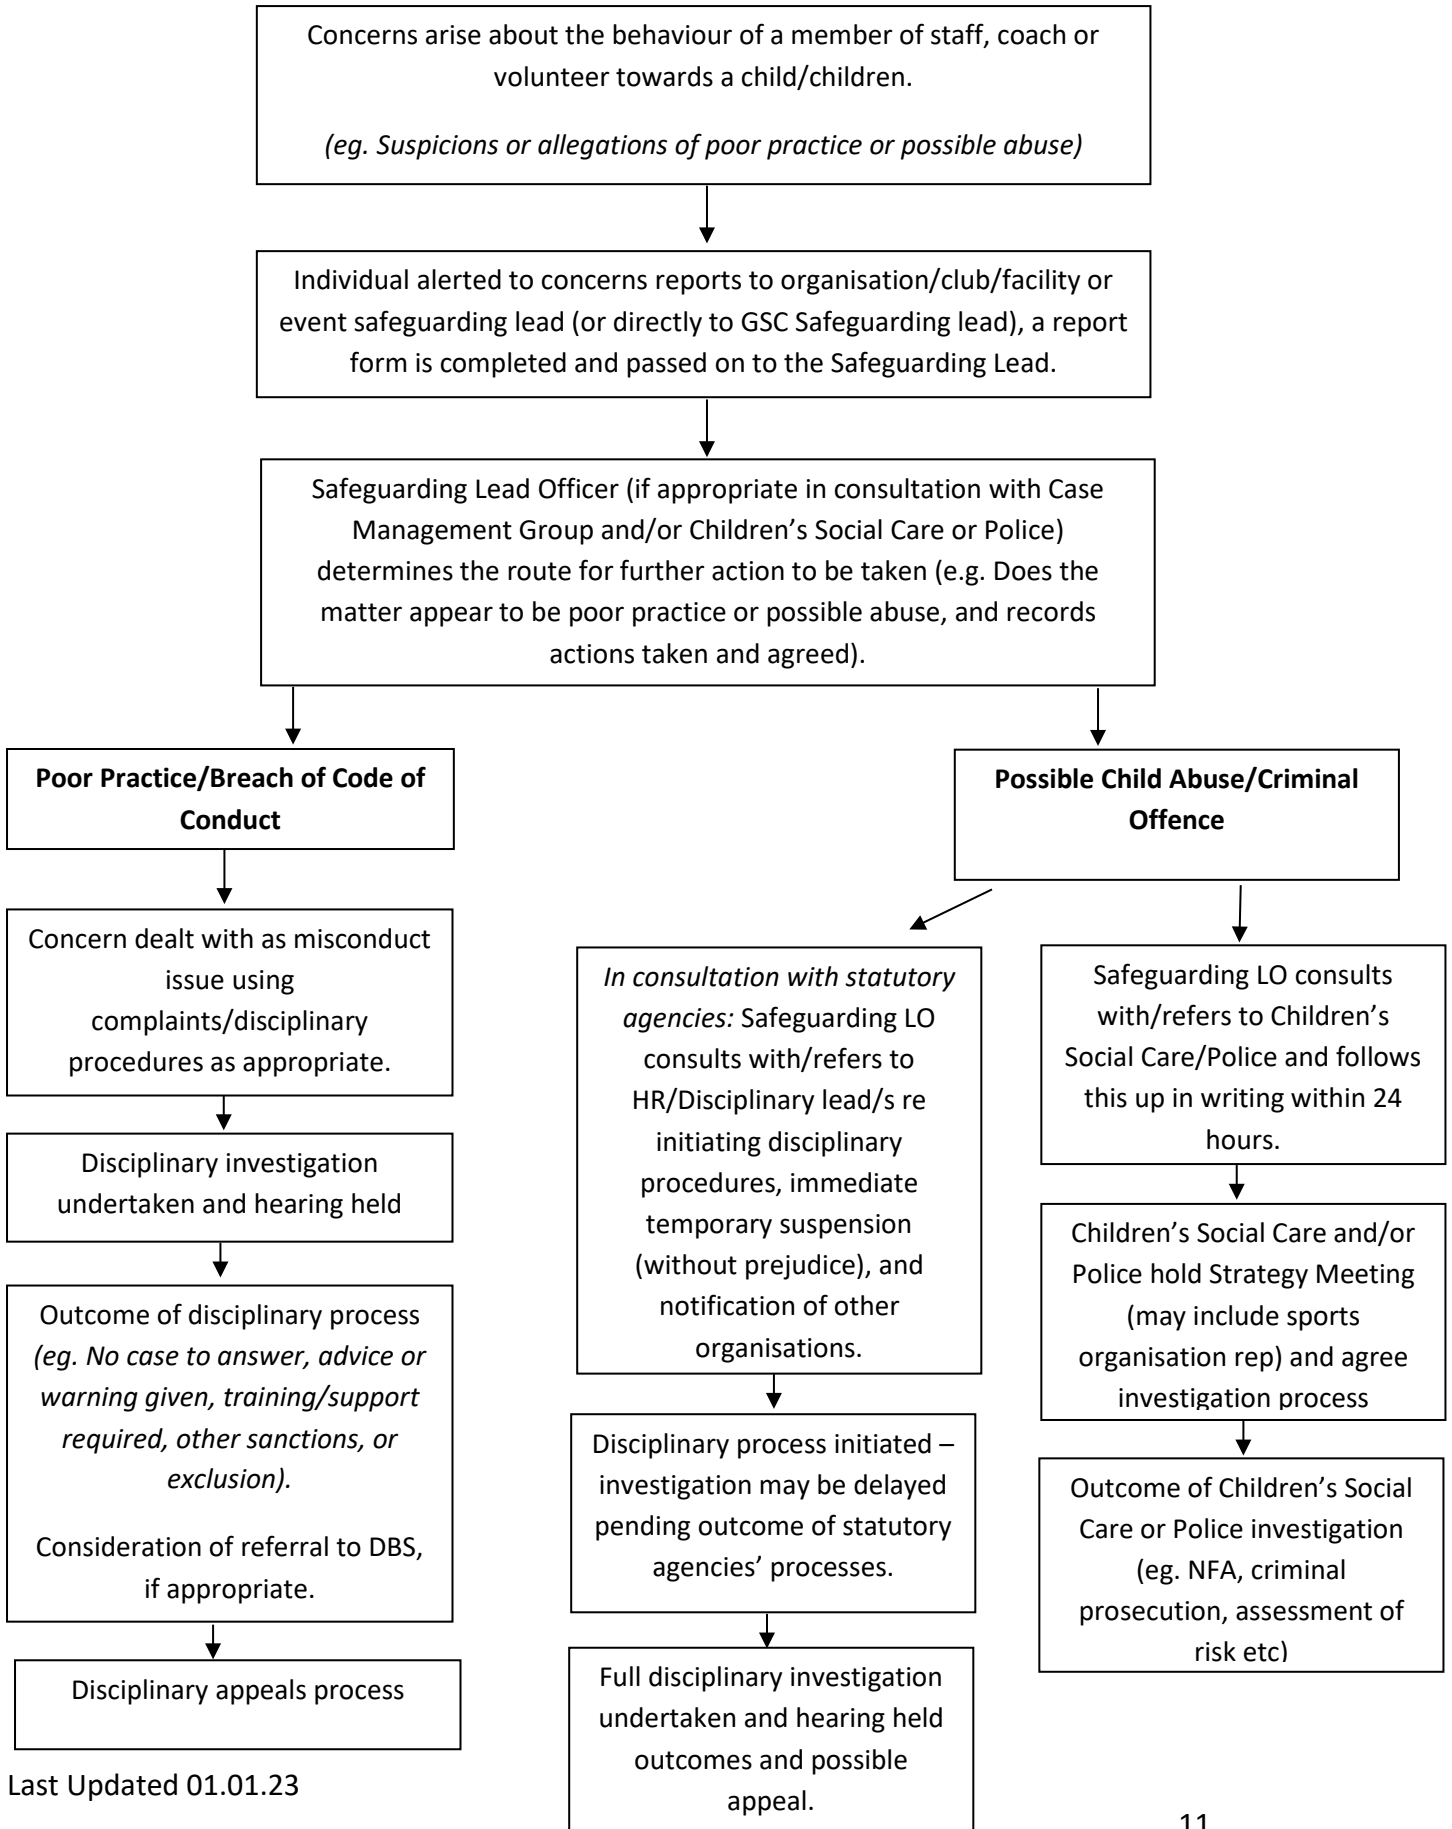 Concerns arise about the behaviour of a member of staff, coach or
volunteer towards a child/children.
(eg. Suspicions or allegations of poor practice or possible abuse)
Individual alerted to concerns reports to organisation/club/facility or
event safeguarding lead (or directly to GSC Safeguarding lead), a report
form is completed and passed on to the Safeguarding Lead.
Safeguarding Lead Officer (if appropriate in consultation with Case
Management Group and/or Children’s Social Care or Police)
determines the route for further action to be taken (e.g. Does the
matter appear to be poor practice or possible abuse, and records
actions taken and agreed).
Poor Practice/Breach of Code of
Conduct
Concern dealt with as misconduct
issue using
complaints/disciplinary
procedures as appropriate.
Disciplinary investigation
undertaken and hearing held
Outcome of disciplinary process
(eg. No case to answer, advice or
warning given, training/support
required, other sanctions, or
exclusion).
Consideration of referral to DBS,
if appropriate.
Disciplinary appeals process
Possible Child Abuse/Criminal
Offence
In consultation with statutory
agencies: Safeguarding LO
consults with/refers to
HR/Disciplinary lead/s re
initiating disciplinary
procedures, immediate
temporary suspension
(without prejudice), and
notification of other
organisations.
Disciplinary process initiated –
investigation may be delayed
pending outcome of statutory
agencies’ processes.
Full disciplinary investigation
undertaken and hearing held
outcomes and possible
appeal.
Safeguarding LO consults
with/refers to Children’s
Social Care/Police and follows
this up in writing within 24
hours.
Children’s Social Care and/or
Police hold Strategy Meeting
(may include sports
organisation rep) and agree
investigation process
Outcome of Children’s Social
Care or Police investigation
(eg. NFA, criminal
prosecution, assessment of
risk etc)
Last Updated 01.01.23
11